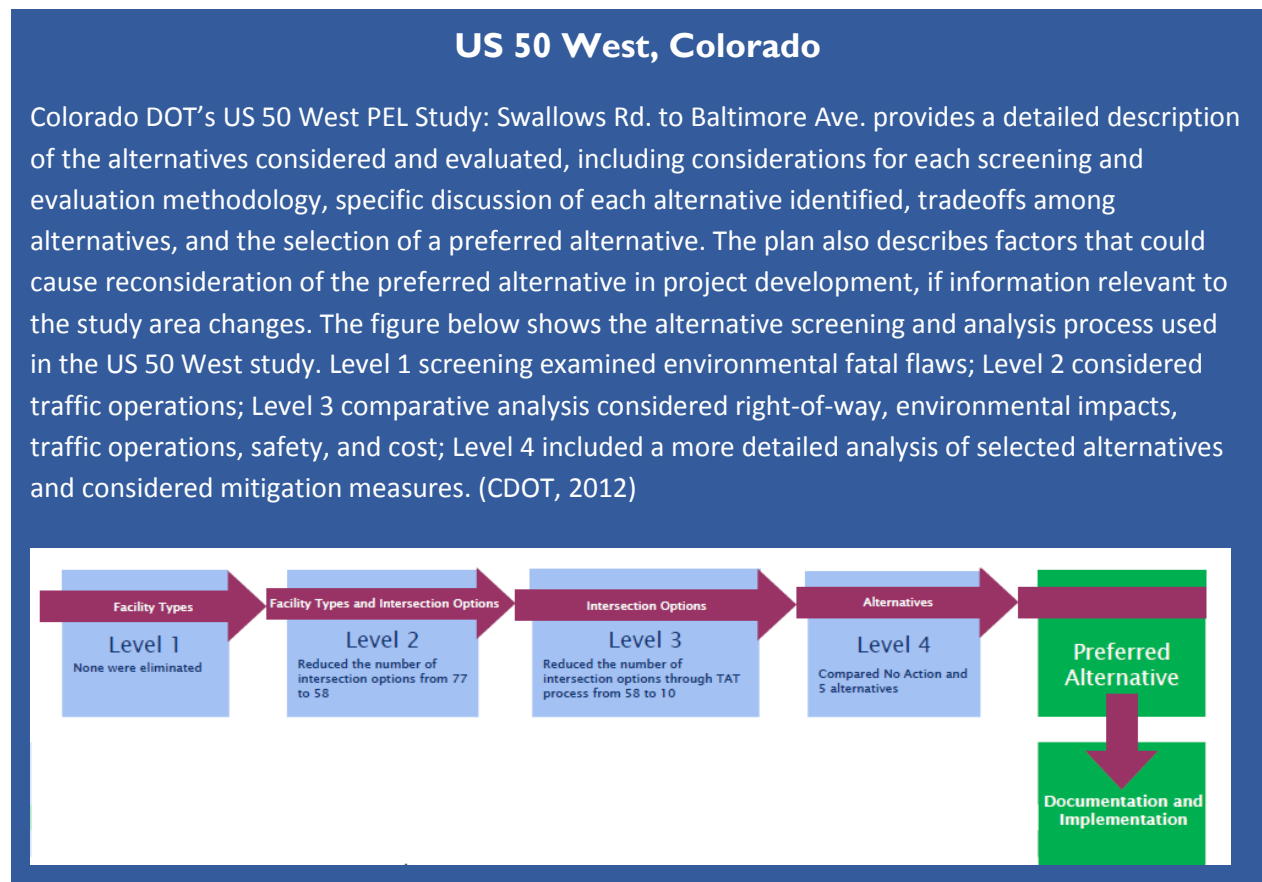 US 50 West, Colorado
Colorado DOT’s US 50 West PEL Study: Swallows Rd. to Baltimore Ave. provides a detailed description
of the alternatives considered and evaluated, including considerations for each screening and
evaluation methodology, specific discussion of each alternative identified, tradeoffs among
alternatives, and the selection of a preferred alternative. The plan also describes factors that could
cause reconsideration of the preferred alternative in project development, if information relevant to
the study area changes. The figure below shows the alternative screening and analysis process used
in the US 50 West study. Level 1 screening examined environmental fatal flaws; Level 2 considered
traffic operations; Level 3 comparative analysis considered right-of-way, environmental impacts,
traffic operations, safety, and cost; Level 4 included a more detailed analysis of selected alternatives
and considered mitigation measures. (CDOT, 2012)
Facility Types
Level 1
None were eliminated
Facility Types and Intersection Options
Level 2
Reduced the number of
intersection options from 77
to 58
Intersection Options
Level 3
Reduced the number of
intersection options through TAT
process from 58 to 10
Alternatives
Level 4
Compared No Action and
5 alternatives
Preferred
Alternative
Documentation and
Implementation